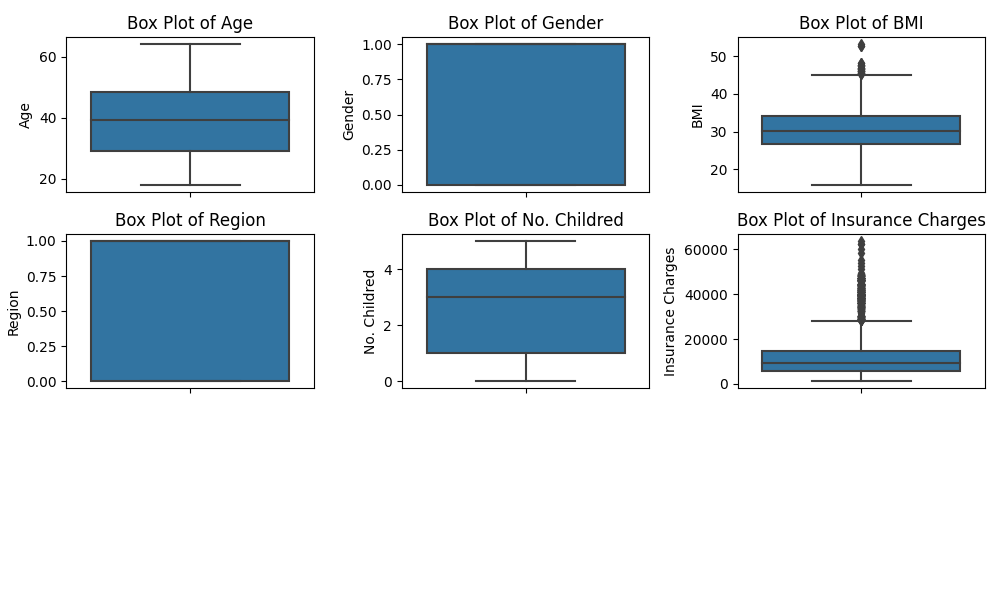 Box Plot of Age
60
40
20
Age
Box Plot of Gender
1.00
0.75
0.50
0.25
0.00
Gender
Box Plot of BMI
50
40
30
20
BMI
Box Plot of Region
1.00
0.75
0.50
0.25
0.00
Region
Box Plot of No. Childred
4
2
0
No. Childred
Box Plot of Insurance Charges
60000
40000
20000
0
Insurance Charges